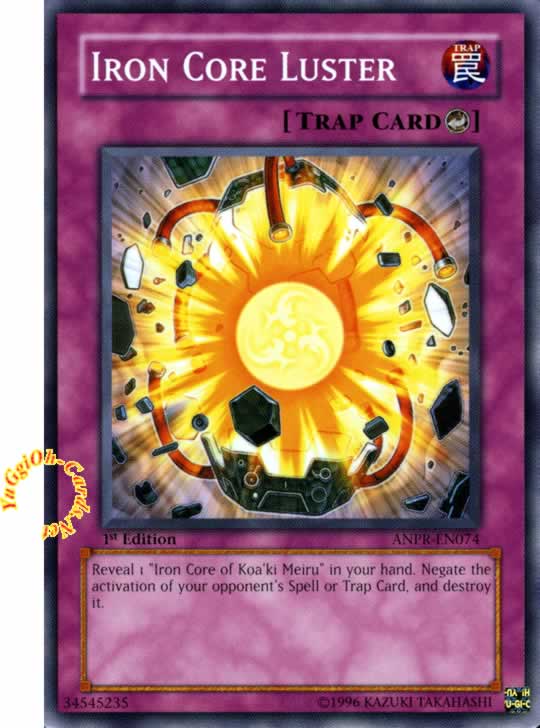 IRON CORE LUSTER
TRAP
罠
[TRAP CARD]
YuGgiOh-Cards.Net
1st Edition
ANPR-EN074
Reveal 1 "Iron Core of Koa'ki Meiru" in your hand. Negate the
activation of your opponent's Spell or Trap Card, and destroy
it.
34545235
©1996 KAZUKI TAKAHASHI